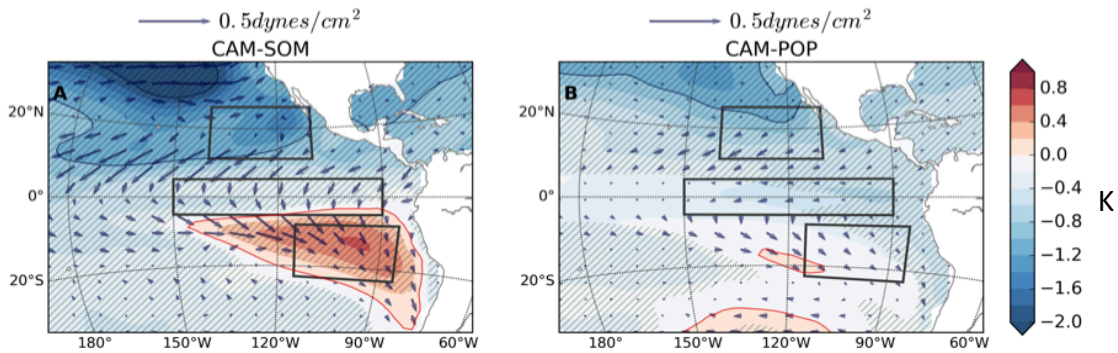 0.5dynes/cm² 0.5dynes/cm²
CAM-SOM CAM-POP
A B
20°N 20°N 0.8
0.4
0.0
0° 0° −0.4
K
−0.8
20°S 20°S −1.2
−1.6
−2.0
180° 150°W 120°W 90°W 60°W 180° 150°W 120°W 90°W 60°W